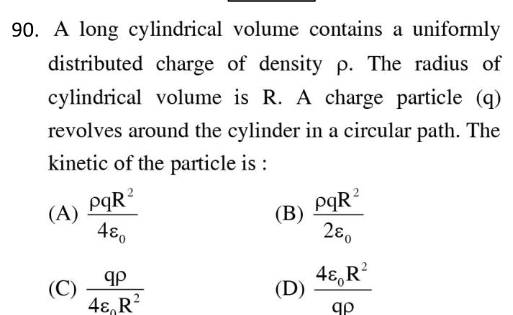 90. A long cylindrical volume contains a uniformly
distributed charge of density ρ. The radius of
cylindrical volume is R. A charge particle (q)
revolves around the cylinder in a circular path. The
kinetic of the particle is :
(A) ρqR²/4ε₀ (B) ρqR²/2ε₀
(C) qρ/4ε₀R² (D) 4ε₀R²/qρ